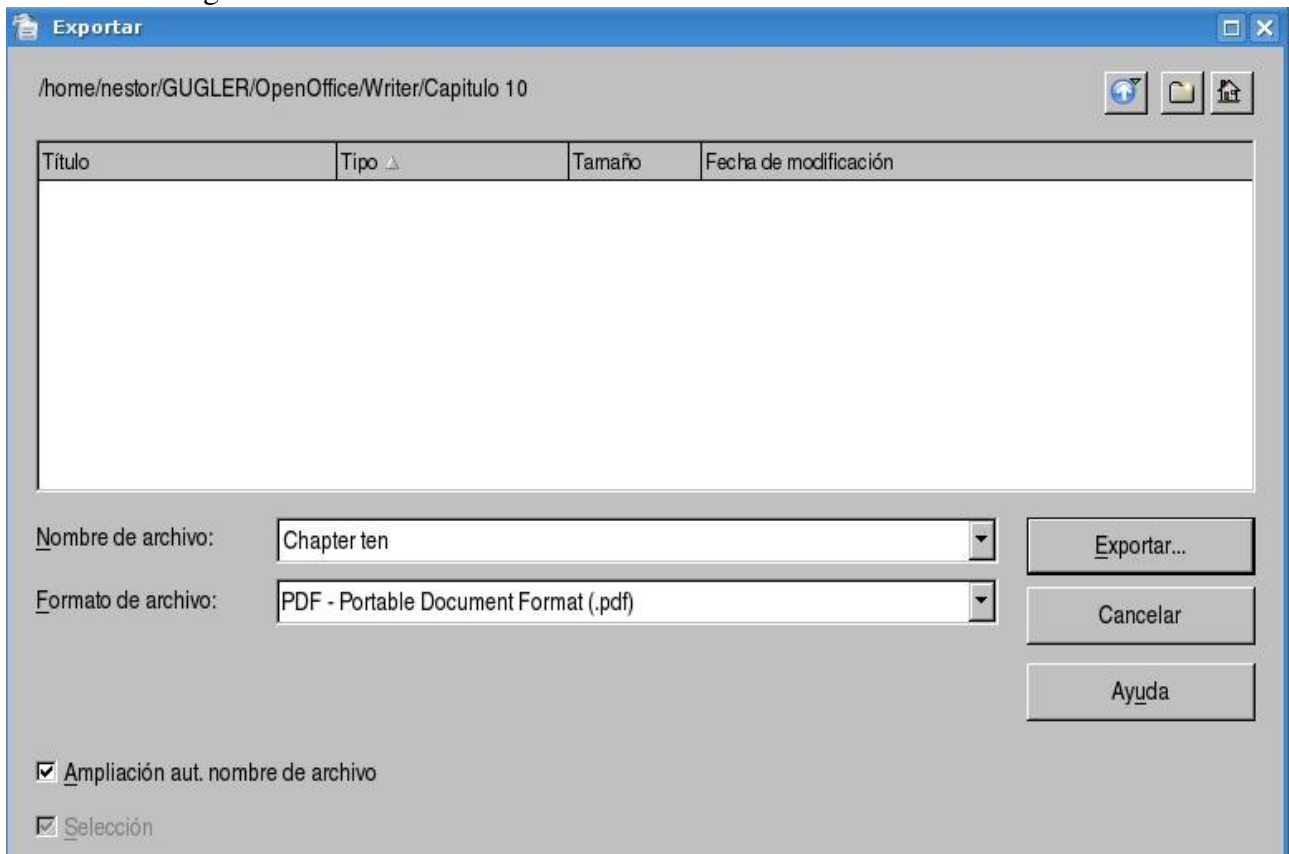 Exportar
/home/nestor/GUGLER/OpenOffice/Writer/Capitulo 10
Título Tipo Tamaño Fecha de modificación
Nombre de archivo: Chapter ten Exportar...
Formato de archivo: PDF - Portable Document Format (.pdf)
Cancelar
Ayuda
Ampliación aut. nombre de archivo
Selección